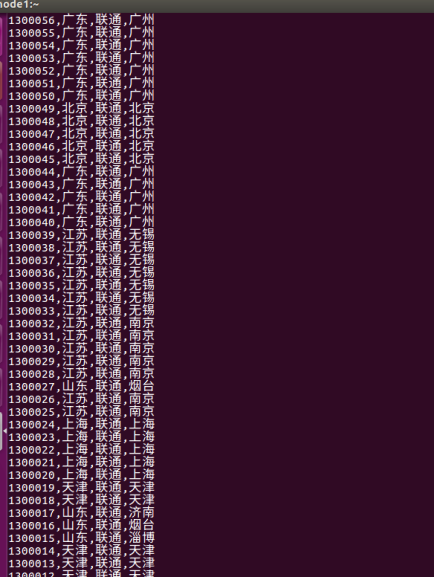 node1:~
1300056,广东,联通,广州
1300055,广东,联通,广州
1300054,广东,联通,广州
1300053,广东,联通,广州
1300052,广东,联通,广州
1300051,广东,联通,广州
1300050,广东,联通,广州
1300049,北京,联通,北京
1300048,北京,联通,北京
1300047,北京,联通,北京
1300046,北京,联通,北京
1300045,北京,联通,北京
1300044,广东,联通,广州
1300043,广东,联通,广州
1300042,广东,联通,广州
1300041,广东,联通,广州
1300040,广东,联通,广州
1300039,江苏,联通,无锡
1300038,江苏,联通,无锡
1300037,江苏,联通,无锡
1300036,江苏,联通,无锡
1300035,江苏,联通,无锡
1300034,江苏,联通,无锡
1300033,江苏,联通,无锡
1300032,江苏,联通,南京
1300031,江苏,联通,南京
1300030,江苏,联通,南京
1300029,江苏,联通,南京
1300028,江苏,联通,南京
1300027,山东,联通,烟台
1300026,江苏,联通,南京
1300025,江苏,联通,南京
1300024,上海,联通,上海
1300023,上海,联通,上海
1300022,上海,联通,上海
1300021,上海,联通,上海
1300020,上海,联通,上海
1300019,天津,联通,天津
1300018,天津,联通,天津
1300017,山东,联通,济南
1300016,山东,联通,烟台
1300015,山东,联通,淄博
1300014,天津,联通,天津
1300013,天津,联通,天津
1300012,天津,联通,天津